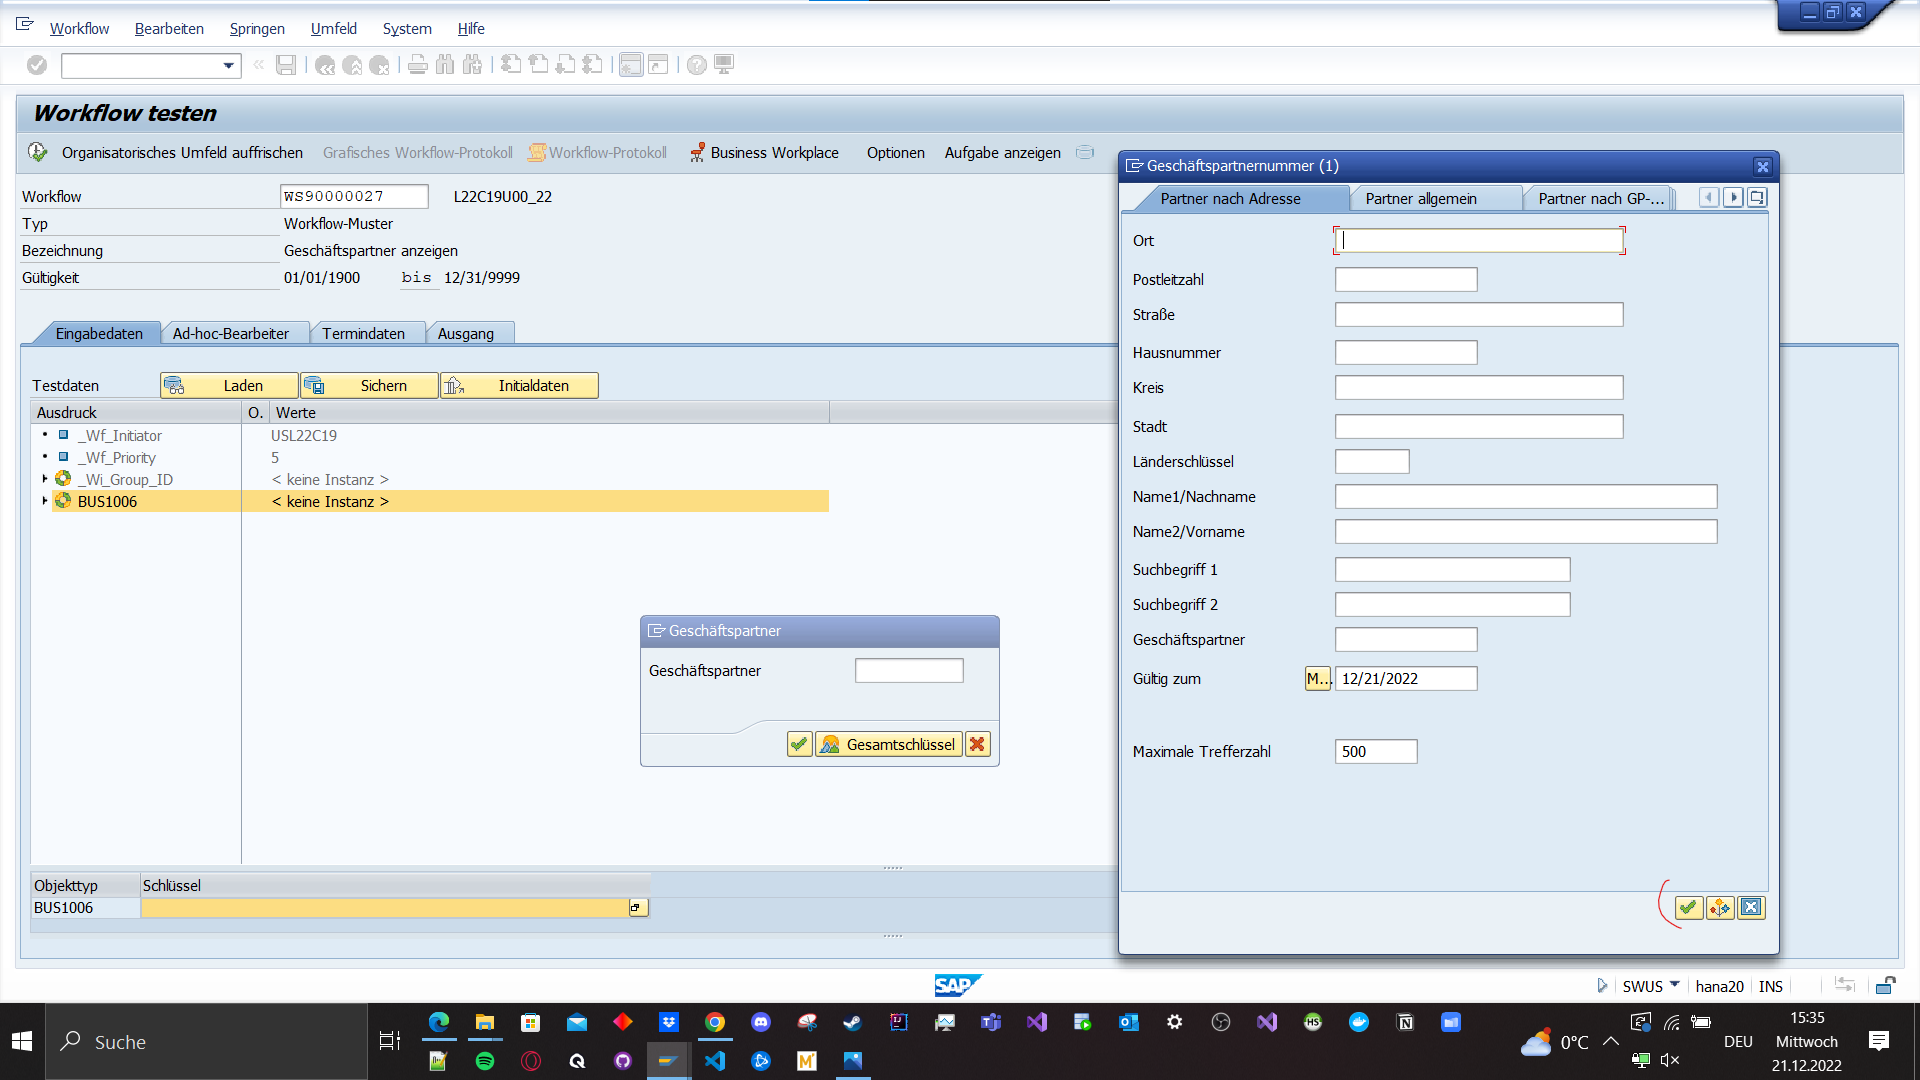 Workflow Bearbeiten Springen Umfeld System Hilfe
Workflow testen
Organisatorisches Umfeld auffrischen Grafisches Workflow-Protokoll Workflow-Protokoll Business Workplace Optionen Aufgabe anzeigen
Workflow WS90000027 L22C19U00_22
Typ Workflow-Muster
Bezeichnung Geschäftspartner anzeigen
Gültigkeit 01/01/1900 bis 12/31/9999
Eingabedaten Ad-hoc-Bearbeiter Termindaten Ausgang
Testdaten Laden Sichern Initialdaten
Ausdruck O. Werte
_Wf_Initiator USL22C19
_Wf_Priority 5
_Wi_Group_ID < keine Instanz >
BUS1006 < keine Instanz >
Geschäftspartner
Geschäftspartner
Gesamtschlüssel
Objekttyp Schlüssel
BUS1006
Geschäftspartnernummer (1)
Partner nach Adresse Partner allgemein Partner nach GP-...
Ort
Postleitzahl
Straße
Hausnummer
Kreis
Stadt
Länderschlüssel
Name1/Nachname
Name2/Vorname
Suchbegriff 1
Suchbegriff 2
Geschäftspartner
Gültig zum M... 12/21/2022
Maximale Trefferzahl 500
SAP
SWUS hana20 INS
Suche
0°C
DEU
15:35
Mittwoch
21.12.2022